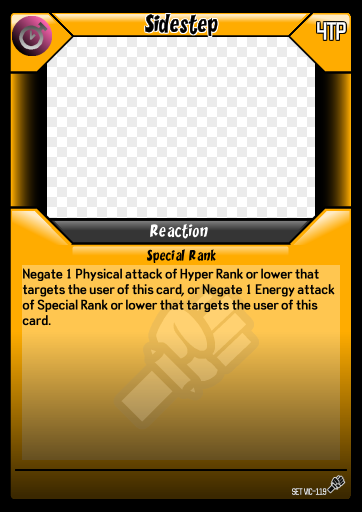 Sidestep
4TP
Reaction
Special Rank
Negate 1 Physical attack of Hyper Rank or lower that
targets the user of this card, or Negate 1 Energy attack
of Special Rank or lower that targets the user of this
card.
SET VIC-119